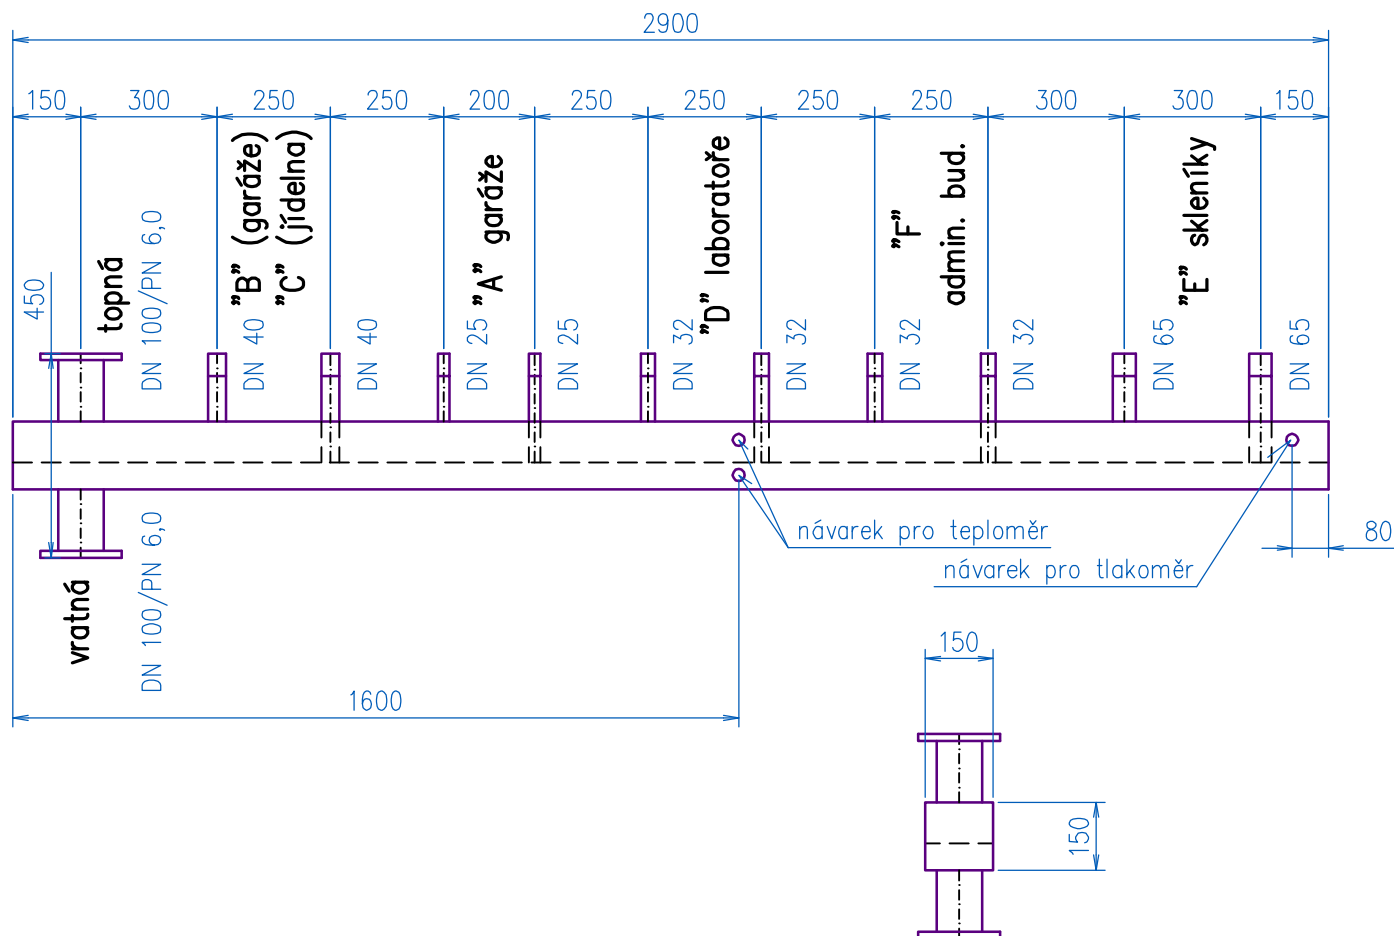 2900
150 300 250 250 200 250 250 250 250 300 300 150
450
topná
DN 100/PN 6,0
"B" (garáže)
"C" (jídelna)
DN 40
DN 40
"A" garáže
DN 25
DN 25
"D" laboratoře
DN 32
DN 32
"F"
admin. bud.
DN 32
DN 32
"E" skleníky
DN 65
DN 65
vratná
DN 100/PN 6,0
návarek pro teploměr
80
návarek pro tlakoměr
1600
150
150